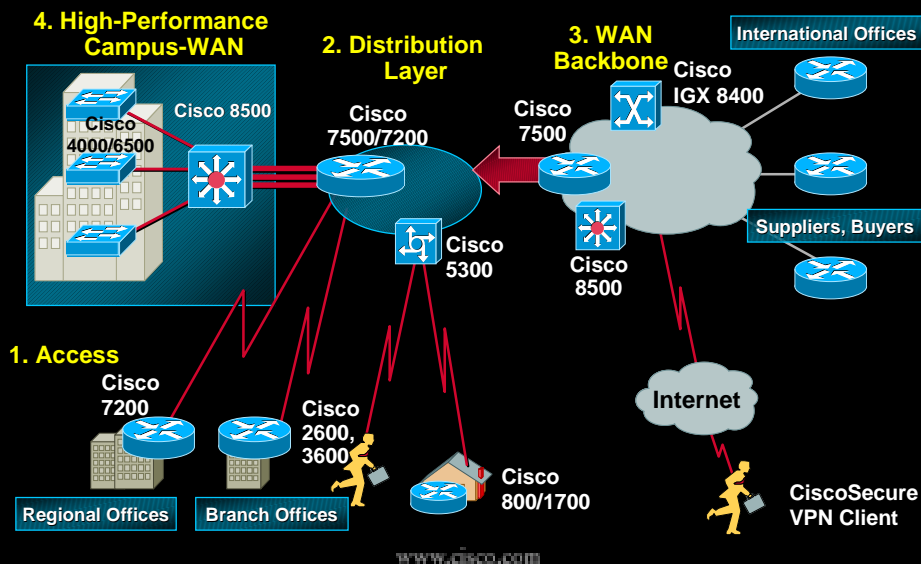 4. High-Performance
Campus-WAN
2. Distribution
Layer
3. WAN
Backbone
International Offices
Cisco
IGX 8400
Cisco 8500
Cisco
4000/6500
Cisco
7500/7200
Cisco
7500
Suppliers, Buyers
Cisco
5300
Cisco
8500
1. Access
Cisco
7200
Cisco
2600,
3600
Internet
Cisco
800/1700
CiscoSecure
VPN Client
Regional Offices
Branch Offices
www.cisco.com